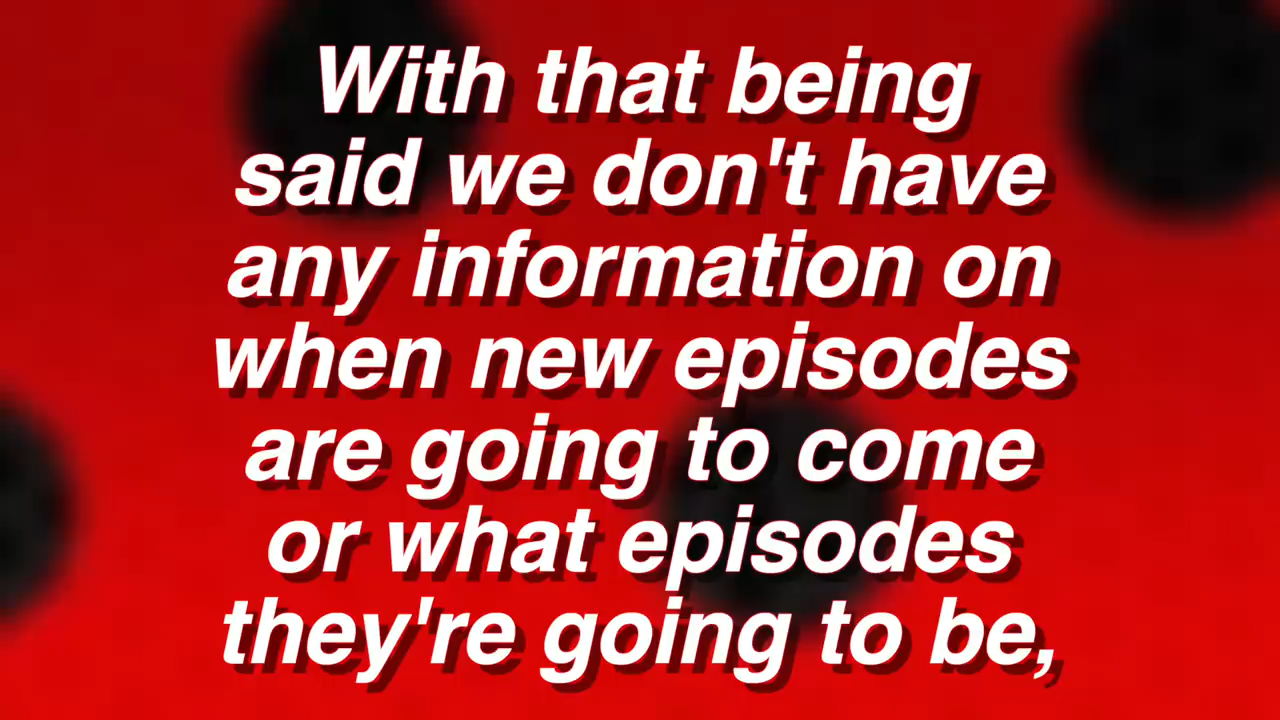 With that being
said we don't have
any information on
when new episodes
are going to come
or what episodes
they're going to be,